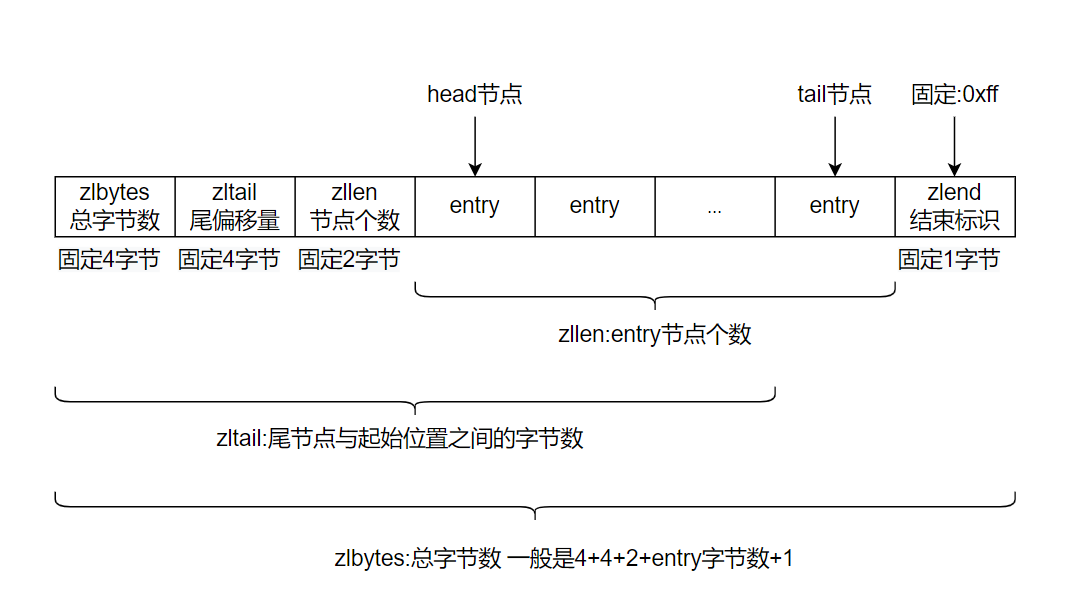 head节点
tail节点
固定:0xff
zlbytes
总字节数
zltail
尾偏移量
zllen
节点个数
entry
entry
...
entry
zlend
结束标识
固定4字节
固定4字节
固定2字节
固定1字节
zllen:entry节点个数
zltail:尾节点与起始位置之间的字节数
zlbytes:总字节数 一般是4+4+2+entry字节数+1